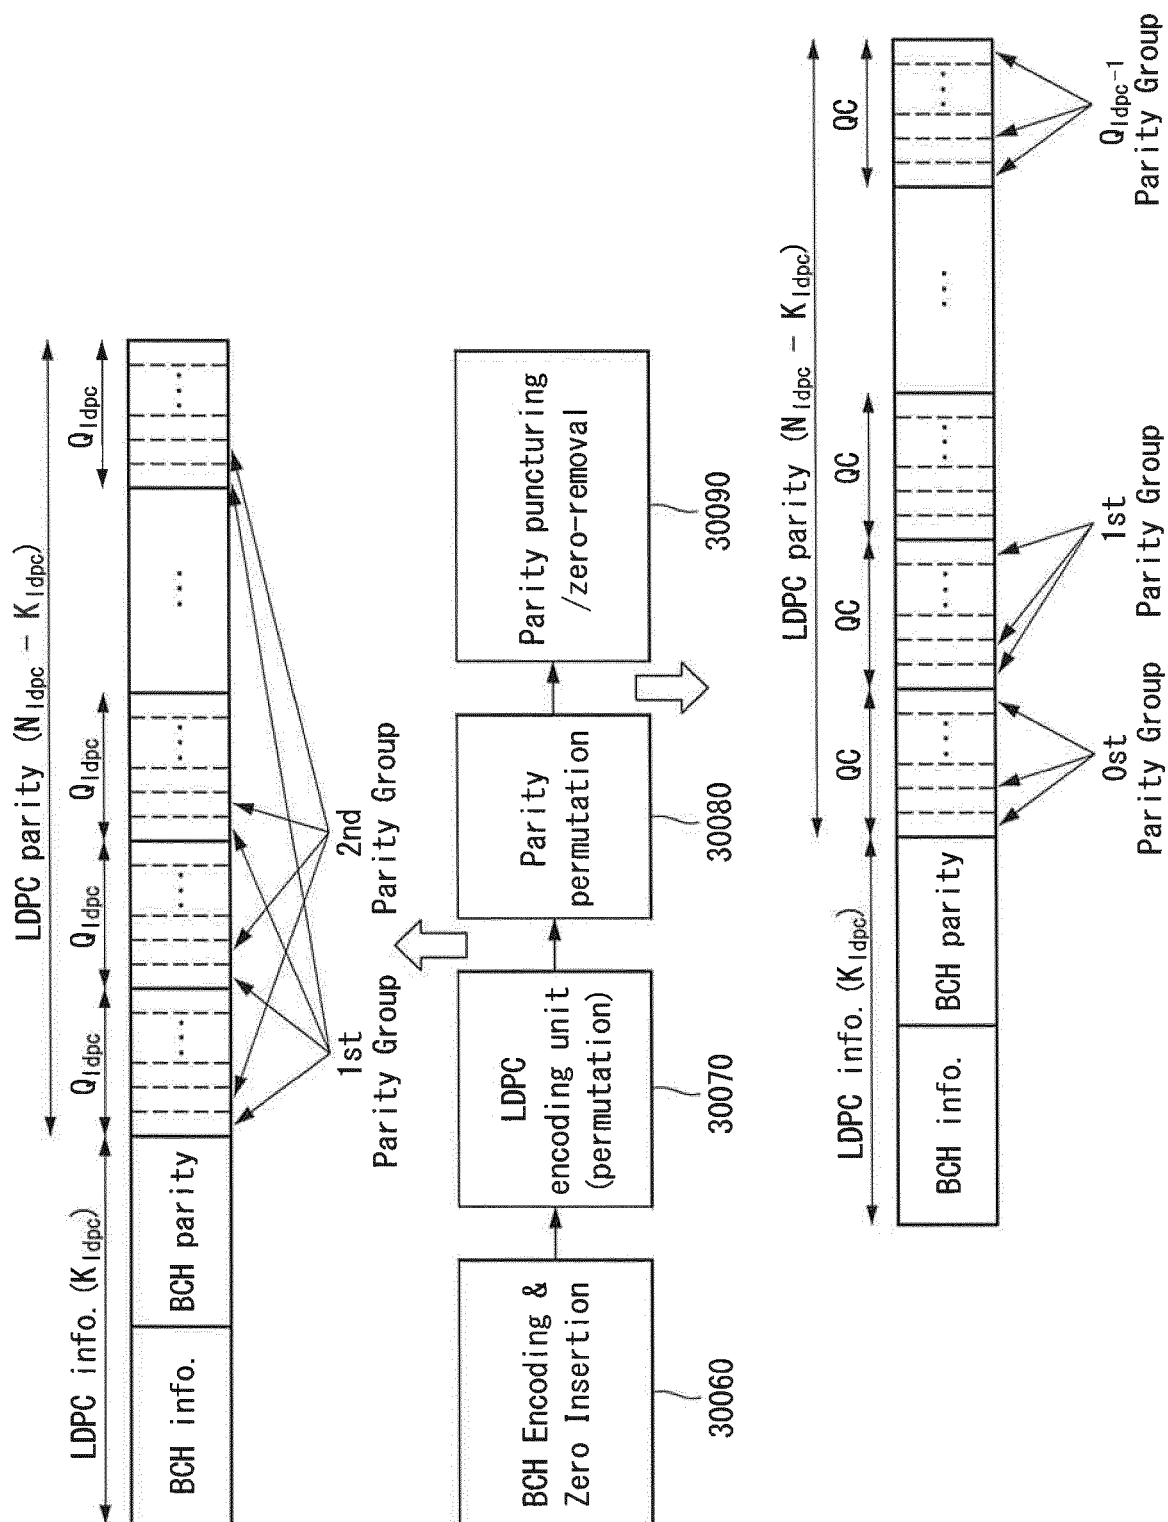 LDPC info. (Kldpc)
LDPC parity (Nldpc − Kldpc)
Qldpc
Qldpc
Qldpc
Qldpc
BCH info.
BCH parity
...
...
...
...
...
1st
Parity Group
2nd
Parity Group
BCH Encoding &
Zero Insertion
30060
LDPC
encoding unit
(permutation)
30070
Parity
permutation
30080
Parity puncturing
/zero-removal
30090
LDPC info. (Kldpc)
LDPC parity (Nldpc − Kldpc)
QC
QC
QC
QC
BCH info.
BCH parity
...
...
...
...
...
0st
Parity Group
1st
Parity Group
Qldpc-1
Parity Group